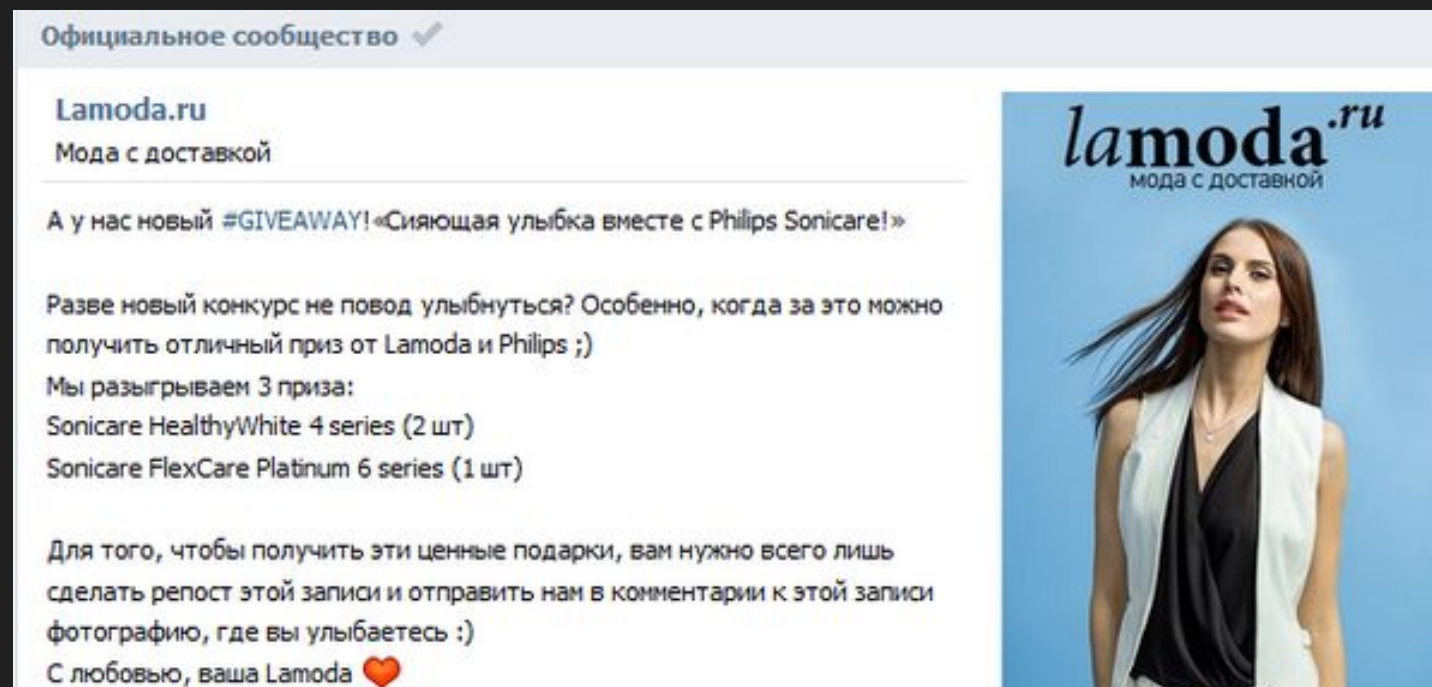 Официальное сообщество
Lamoda.ru
Мода с доставкой
А у нас новый #GIVEAWAY!«Сияющая улыбка вместе с Philips Sonicare!»
Разве новый конкурс не повод улыбнуться? Особенно, когда за это можно
получить отличный приз от Lamoda и Philips ;)
Мы разыгрываем 3 приза:
Sonicare HealthyWhite 4 series (2 шт)
Sonicare FlexCare Platinum 6 series (1 шт)
Для того, чтобы получить эти ценные подарки, вам нужно всего лишь
сделать репост этой записи и отправить нам в комментарии к этой записи
фотографию, где вы улыбаетесь :)
С любовью, ваша Lamoda
lamoda.ru
мода с доставкой